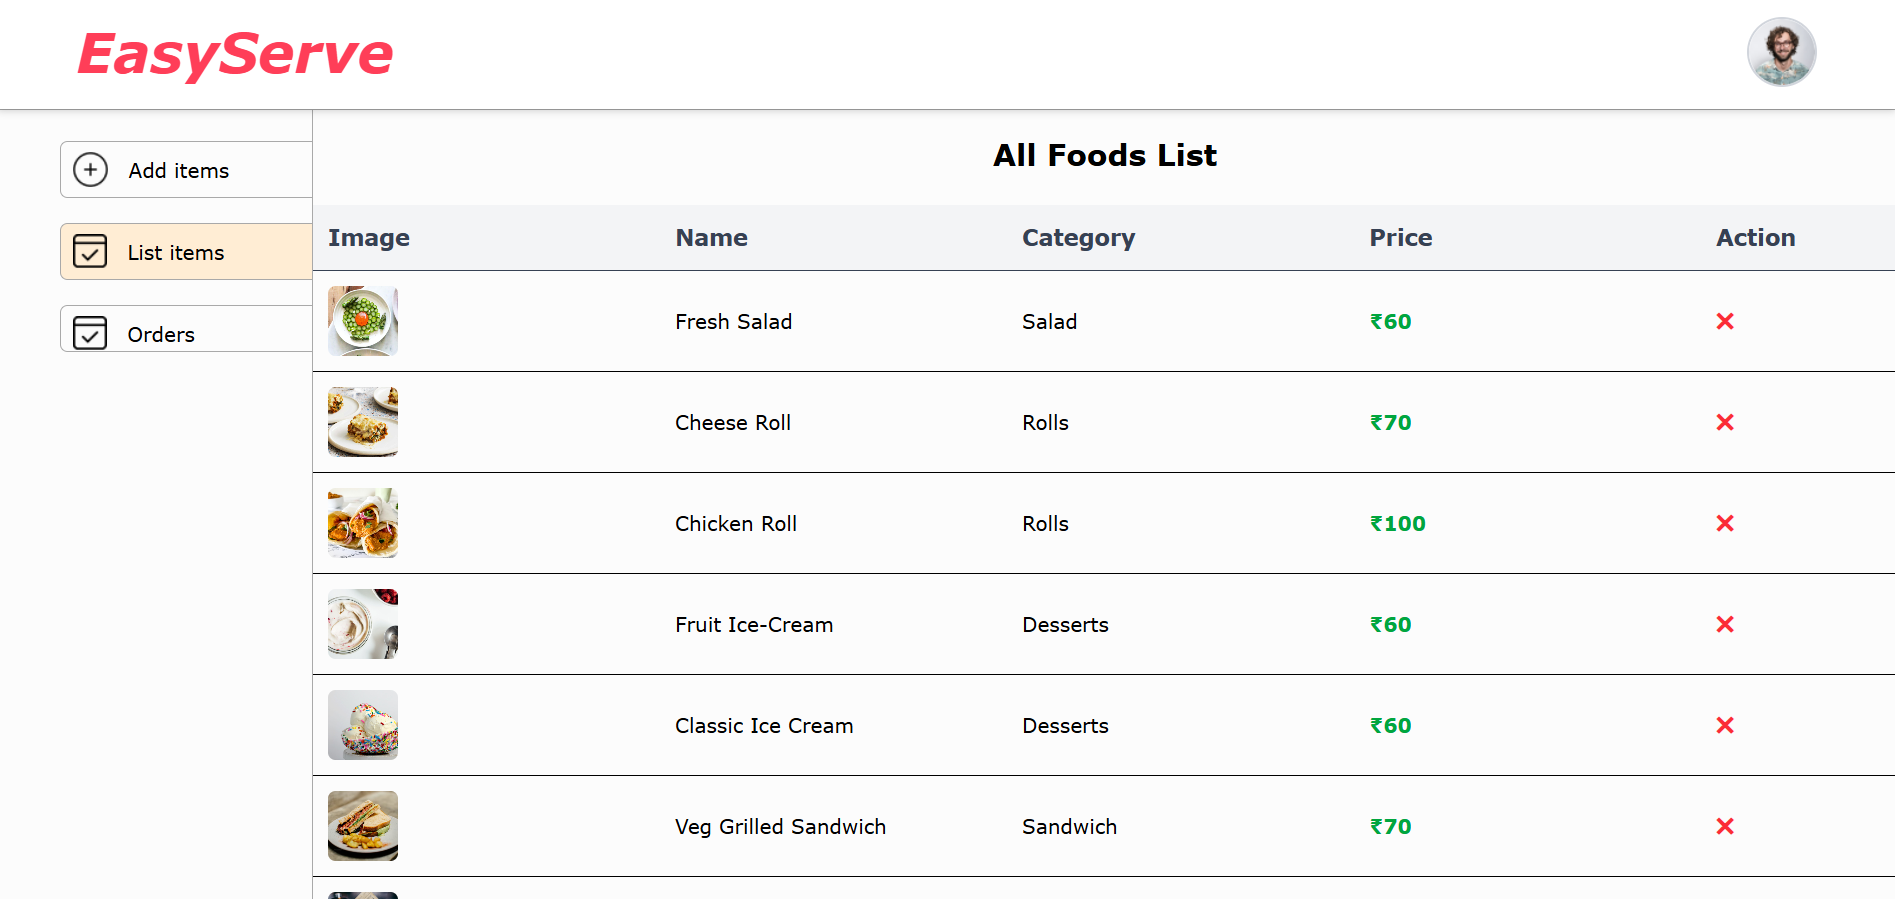 EasyServe
Add items
List items
Orders
All Foods List
Image Name Category Price Action
Fresh Salad Salad ₹60 ×
Cheese Roll Rolls ₹70 ×
Chicken Roll Rolls ₹100 ×
Fruit Ice-Cream Desserts ₹60 ×
Classic Ice Cream Desserts ₹60 ×
Veg Grilled Sandwich Sandwich ₹70 ×